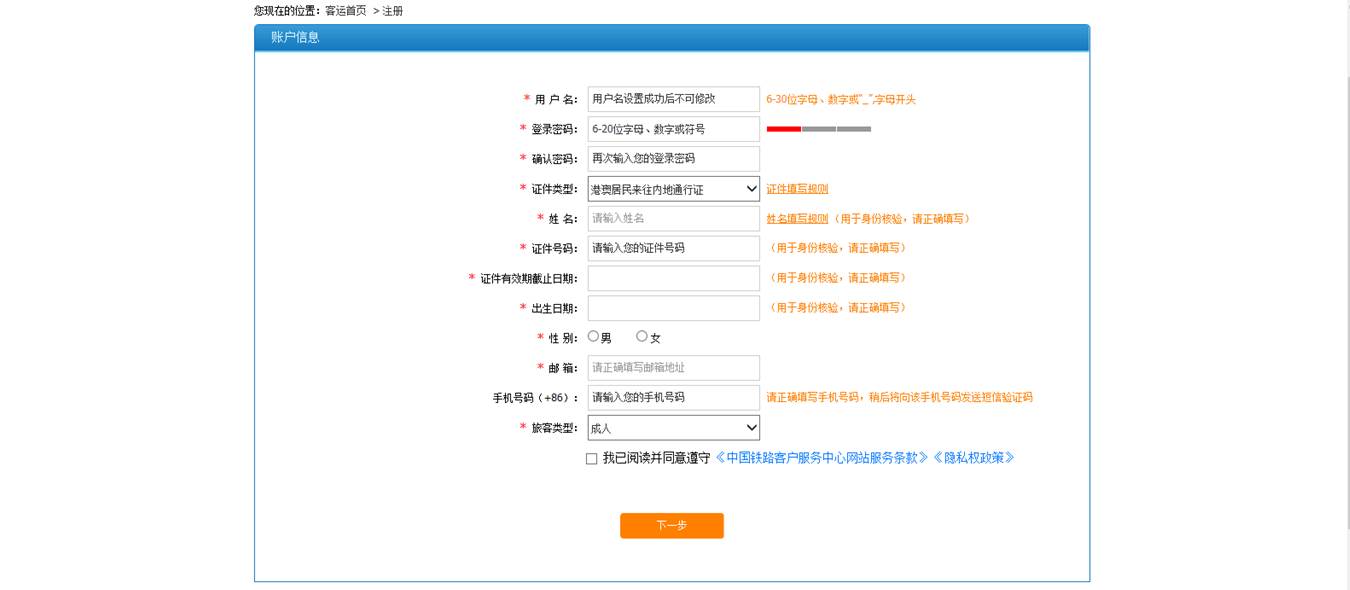 您现在的位置：客运首页 > 注册
账户信息
* 用 户 名： 用户名设置成功后不可修改 6-30位字母、数字或"_",字母开头
* 登录密码： 6-20位字母、数字或符号
* 确认密码： 再次输入您的登录密码
* 证件类型： 港澳居民来往内地通行证 证件填写规则
* 姓 名： 请输入姓名 姓名填写规则（用于身份核验，请正确填写）
* 证件号码： 请输入您的证件号码 （用于身份核验，请正确填写）
* 证件有效期截止日期： （用于身份核验，请正确填写）
* 出生日期： （用于身份核验，请正确填写）
* 性 别： 男 女
* 邮 箱： 请正确填写邮箱地址
手机号码（+86）： 请输入您的手机号码 请正确填写手机号码，稍后将向该手机号码发送短信验证码
* 旅客类型： 成人
我已阅读并同意遵守《中国铁路客户服务中心网站服务条款》《隐私权政策》
下一步